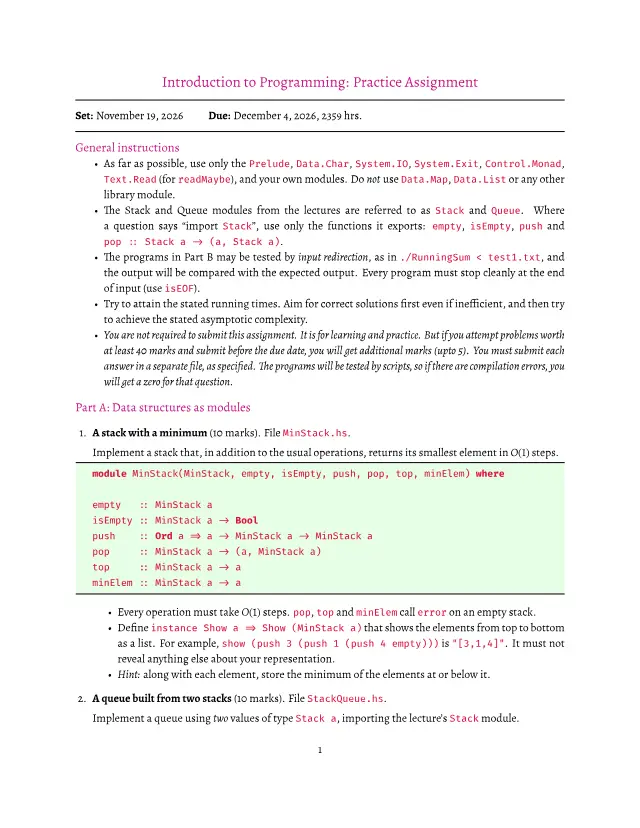 Introduction to Programming: Practice Assignment
Set: November 19, 2026 Due: December 4, 2026, 2359 hrs.
General instructions
• As far as possible, use only the Prelude, Data.Char, System.IO, System.Exit, Control.Monad,
Text.Read (for readMaybe), and your own modules. Do not use Data.Map, Data.List or any other
library module.
• The Stack and Queue modules from the lectures are referred to as Stack and Queue. Where
a question says “import Stack”, use only the functions it exports: empty, isEmpty, push and
pop :: Stack a → (a, Stack a).
• The programs in Part B may be tested by input redirection, as in ./RunningSum < test1.txt, and
the output will be compared with the expected output. Every program must stop cleanly at the end
of input (use isEOF).
• Try to attain the stated running times. Aim for correct solutions first even if inefficient, and then try
to achieve the stated asymptotic complexity.
• You are not required to submit this assignment. It is for learning and practice. But if you attempt problems worth
at least 40 marks and submit before the due date, you will get additional marks (upto 5). You must submit each
answer in a separate file, as specified. The programs will be tested by scripts, so if there are compilation errors, you
will get a zero for that question.
Part A: Data structures as modules
1. A stack with a minimum (10 marks). File MinStack.hs.
Implement a stack that, in addition to the usual operations, returns its smallest element in O(1) steps.
module MinStack(MinStack, empty, isEmpty, push, pop, top, minElem) where
empty :: MinStack a
isEmpty :: MinStack a → Bool
push :: Ord a ⇒ a → MinStack a → MinStack a
pop :: MinStack a → (a, MinStack a)
top :: MinStack a → a
minElem :: MinStack a → a
• Every operation must take O(1) steps. pop, top and minElem call error on an empty stack.
• Define instance Show a ⇒ Show (MinStack a) that shows the elements from top to bottom
as a list. For example, show (push 3 (push 1 (push 4 empty))) is "[3,1,4]". It must not
reveal anything else about your representation.
• Hint: along with each element, store the minimum of the elements at or below it.
2. A queue built from two stacks (10 marks). File StackQueue.hs.
Implement a queue using two values of type Stack a, importing the lecture's Stack module.
1